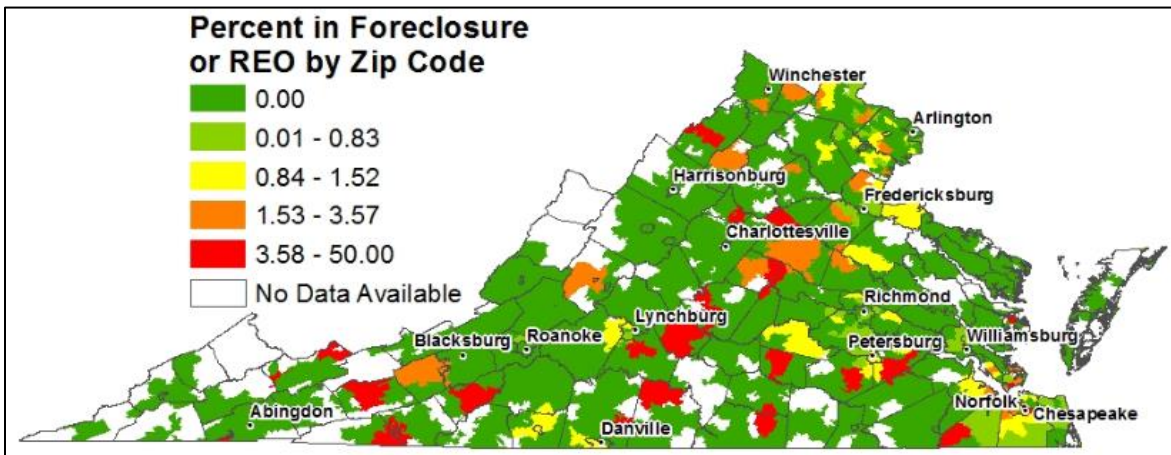 Percent in Foreclosure
or REO by Zip Code
0.00
0.01 - 0.83
0.84 - 1.52
1.53 - 3.57
3.58 - 50.00
No Data Available
Winchester
Arlington
Harrisonburg
Fredericksburg
Charlottesville
Richmond
Lynchburg
Roanoke
Blacksburg
Petersburg
Williamsburg
Abingdon
Norfolk
Chesapeake
Danville